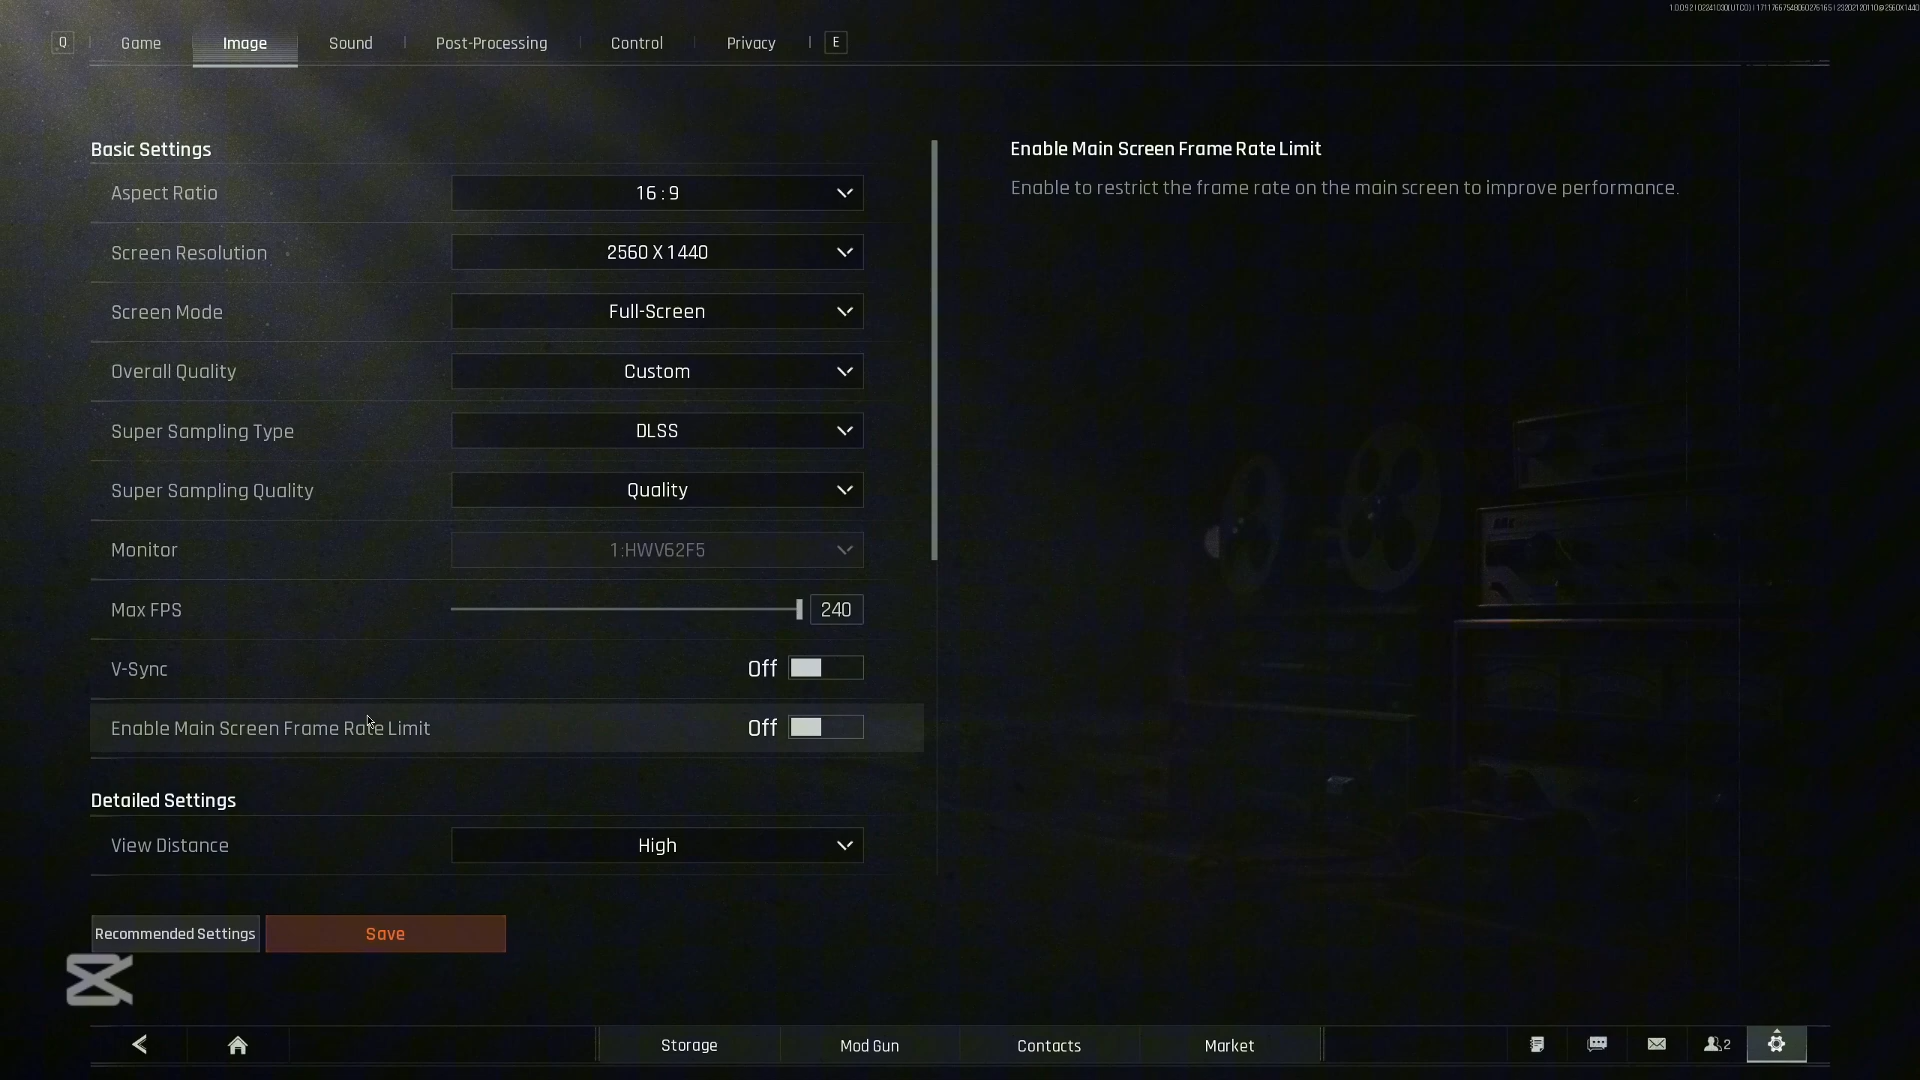 Q
Game
Image
Sound
Post-Processing
Control
Privacy
E
Basic Settings
Aspect Ratio
16 : 9
Screen Resolution
2560 X 1440
Screen Mode
Full-Screen
Overall Quality
Custom
Super Sampling Type
DLSS
Super Sampling Quality
Quality
Monitor
1:HWV62F5
Max FPS
240
V-Sync
Off
Enable Main Screen Frame Rate Limit
Off
Detailed Settings
View Distance
High
Recommended Settings
Save
Enable Main Screen Frame Rate Limit
Enable to restrict the frame rate on the main screen to improve performance.
Storage
Mod Gun
Contacts
Market
2